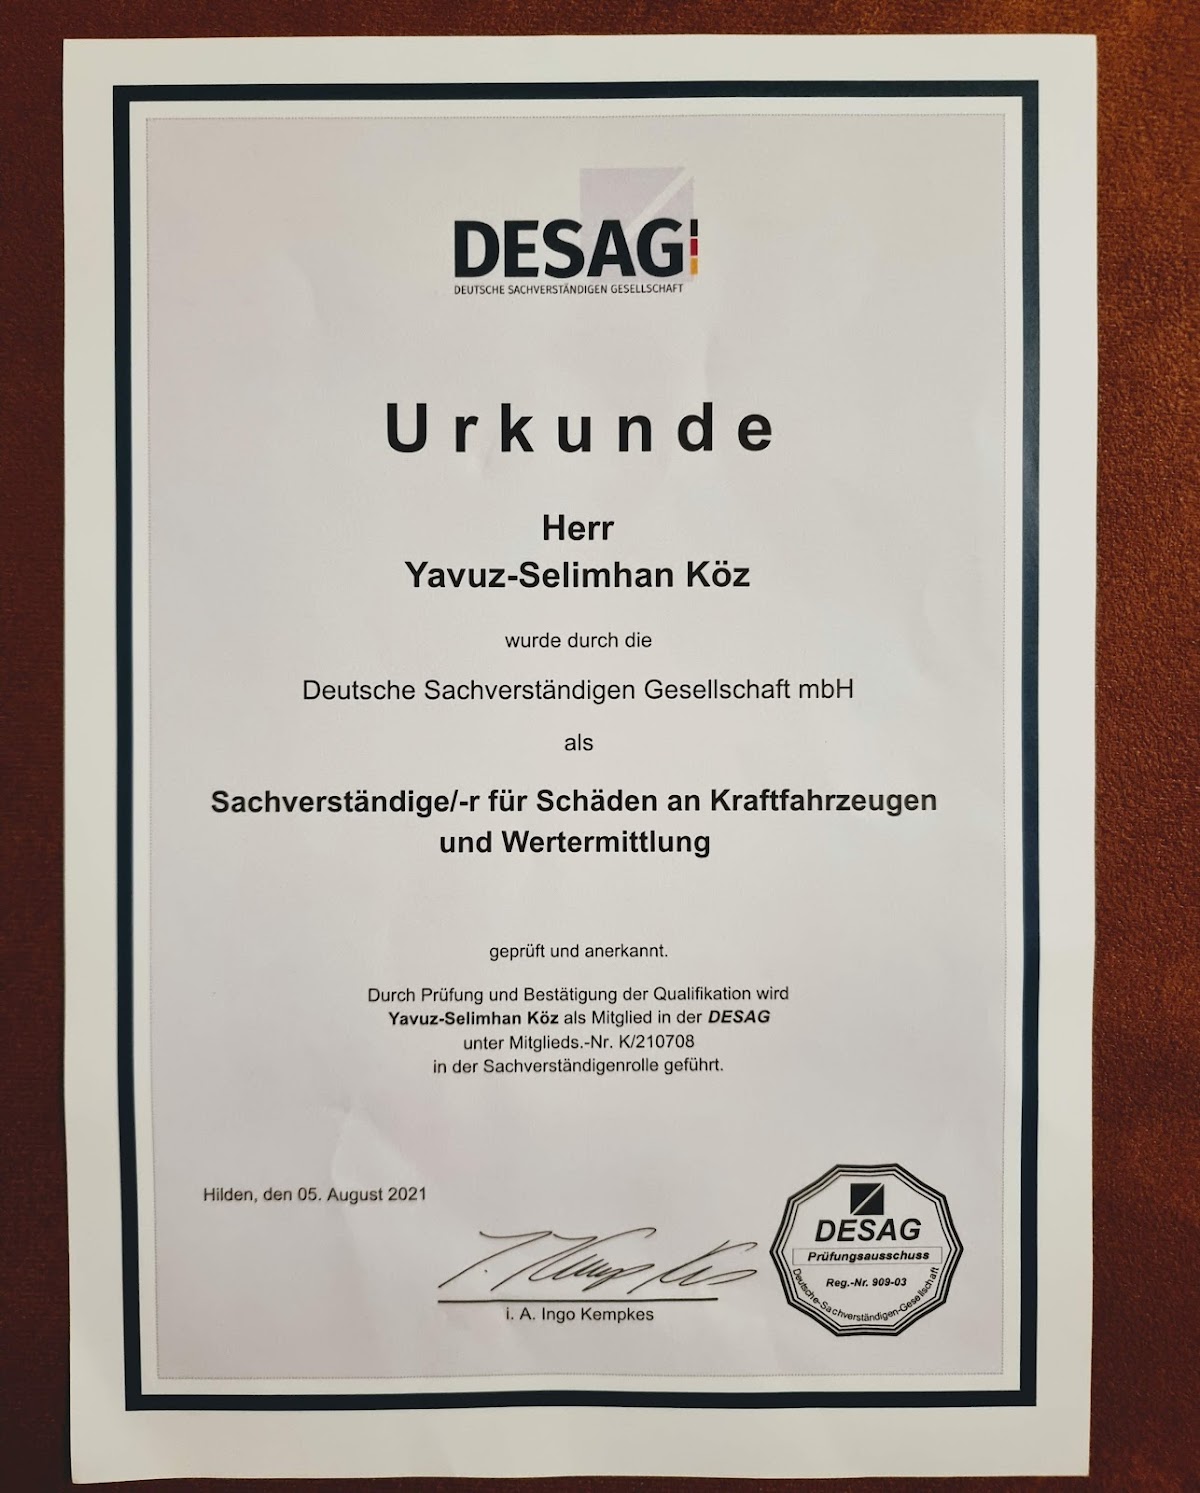 DESAG
DEUTSCHE SACHVERSTÄNDIGEN GESELLSCHAFT
Urkunde
Herr
Yavuz-Selimhan Köz
wurde durch die
Deutsche Sachverständigen Gesellschaft mbH
als
Sachverständige/-r für Schäden an Kraftfahrzeugen
und Wertermittlung
geprüft und anerkannt.
Durch Prüfung und Bestätigung der Qualifikation wird
Yavuz-Selimhan Köz als Mitglied in der DESAG
unter Mitglieds.-Nr. K/210708
in der Sachverständigenrolle geführt.
Hilden, den 05. August 2021
i. A. Ingo Kempkes
DESAG
Prüfungsausschuss
Reg.-Nr. 909-03
Deutsche-Sachverständigen-Gesellschaft